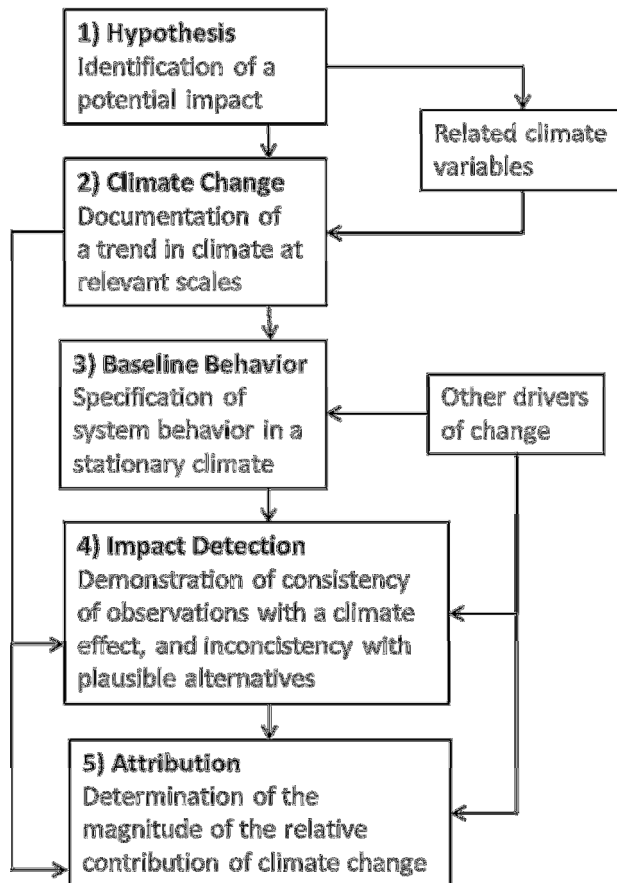 1) Hypothesis
Identification of a
potential impact
Related climate
variables
2) Climate Change
Documentation of
a trend in climate at
relevant scales
3) Baseline Behavior
Specification of
system behavior in a
stationary climate
Other drivers
of change
4) Impact Detection
Demonstration of consistency
of observations with a climate
effect, and inconcistency with
plausible alternatives
5) Attribution
Determination of the
magnitude of the relative
contribution of climate change